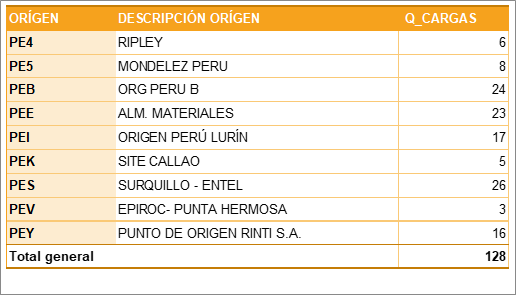 ORÍGEN DESCRIPCIÓN ORÍGEN Q_CARGAS
PE4 RIPLEY 6
PE5 MONDELEZ PERU 8
PEB ORG PERU B 24
PEE ALM. MATERIALES 23
PEI ORIGEN PERÚ LURÍN 17
PEK SITE CALLAO 5
PES SURQUILLO - ENTEL 26
PEV EPIROC- PUNTA HERMOSA 3
PEY PUNTO DE ORIGEN RINTI S.A. 16
Total general 128